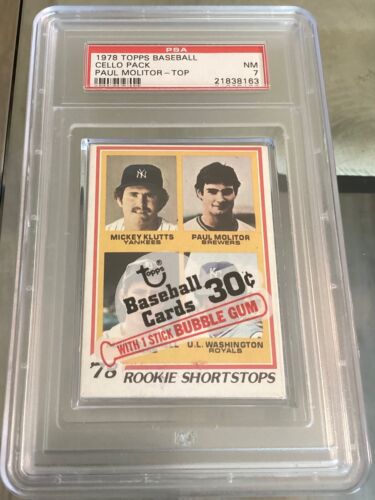 PSA
1978 TOPPS BASEBALL
CELLO PACK
NM
PAUL MOLITOR - TOP
7
21838163
NY
MICKEY KLUTTS
YANKEES
PAUL MOLITOR
BREWERS
Topps
®
Baseball
Cards
30¢
WITH 1 STICK BUBBLE GUM
U.L. WASHINGTON
ROYALS
'78 ROOKIE SHORTSTOPS